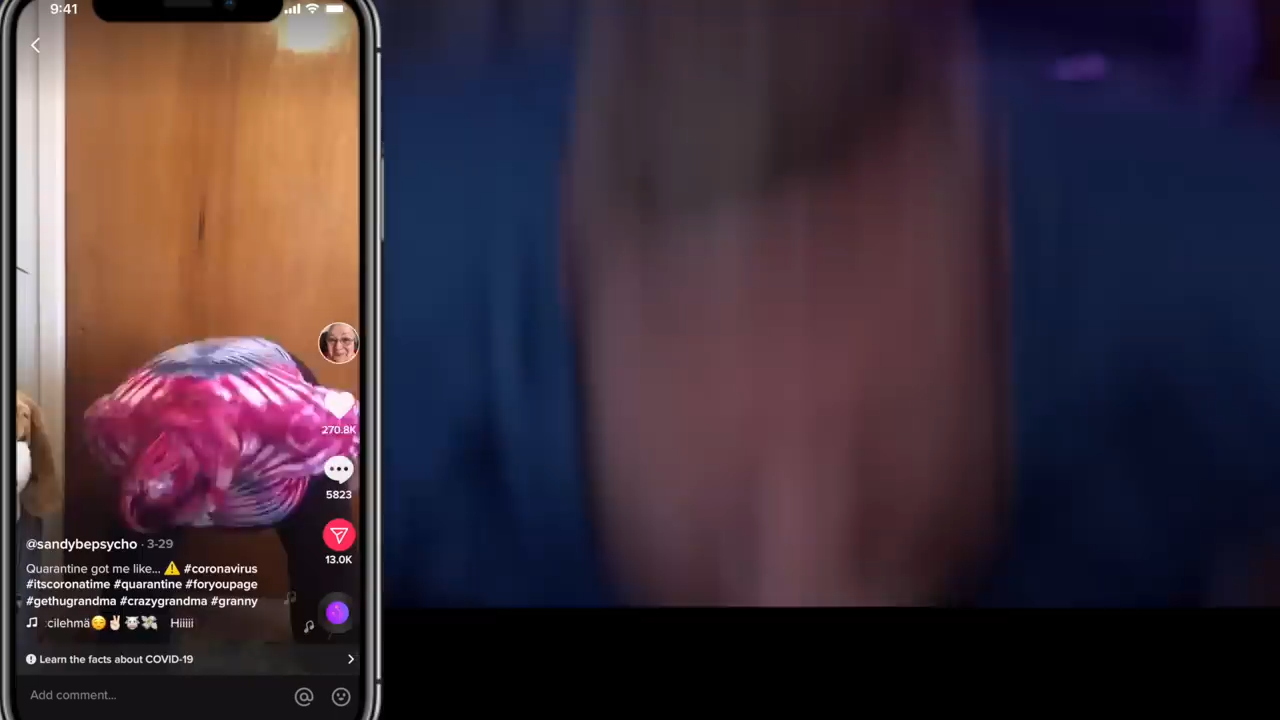 9:41
270.8K
5823
13.0K
@sandybepsycho · 3-29
Quarantine got me like... ⚠️ #coronavirus
#itscoronatime #quarantine #foryoupage
#gethugrandma #crazygrandma #granny
cilehmä😌✌🏻🐮💸 Hiiiii
Learn the facts about COVID-19
Add comment...